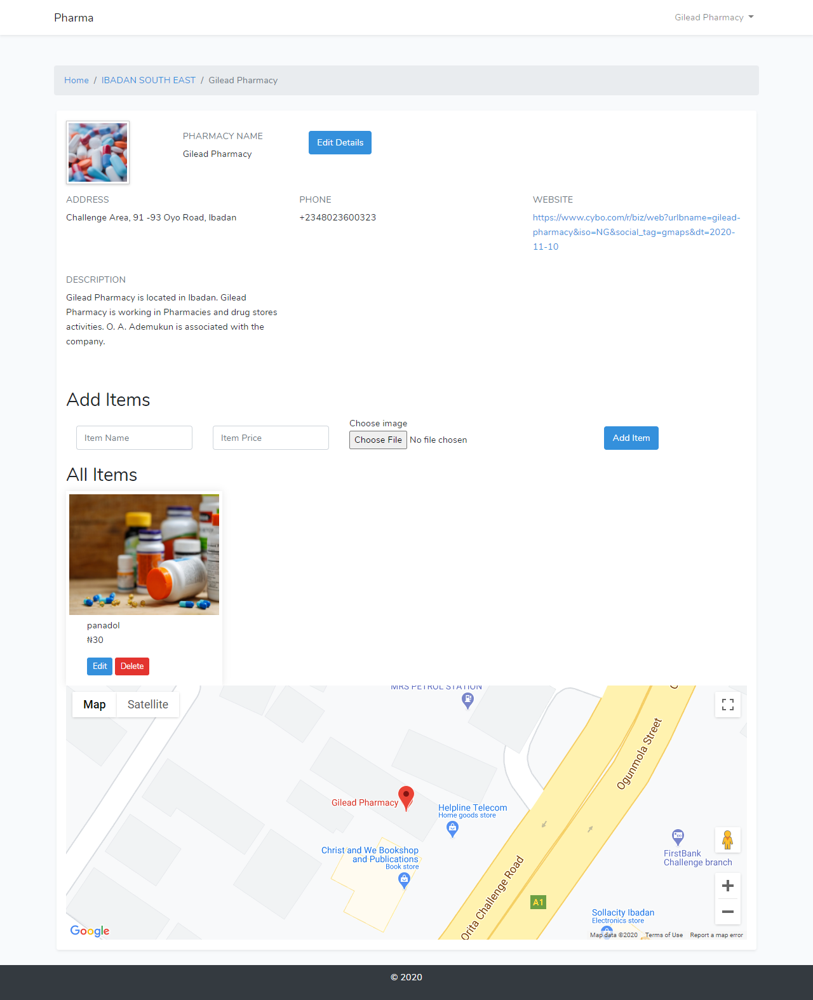 Pharma
Gilead Pharmacy
Home / IBADAN SOUTH EAST / Gilead Pharmacy
PHARMACY NAME
Gilead Pharmacy
Edit Details
ADDRESS
Challenge Area, 91 -93 Oyo Road, Ibadan
PHONE
+2348023600323
WEBSITE
https://www.cybo.com/r/biz/web?urlbname=gilead-
pharmacy&iso=NG&social_tag=gmaps&dt=2020-
11-10
DESCRIPTION
Gilead Pharmacy is located in Ibadan. Gilead
Pharmacy is working in Pharmacies and drug stores
activities. O. A. Ademukun is associated with the
company.
Add Items
Item Name
Item Price
Choose image
Choose File No file chosen
Add Item
All Items
panadol
₦30
Edit Delete
Map Satellite
MRS PETROL STATION
Ogunmola Street
Gilead Pharmacy
Helpline Telecom
Home goods store
Christ and We Bookshop
and Publications
Book store
FirstBank
Challenge branch
Orita Challenge Road
A1
Sollacity Ibadan
Electronics store
Google
Map data ©2020 Terms of Use Report a map error
© 2020